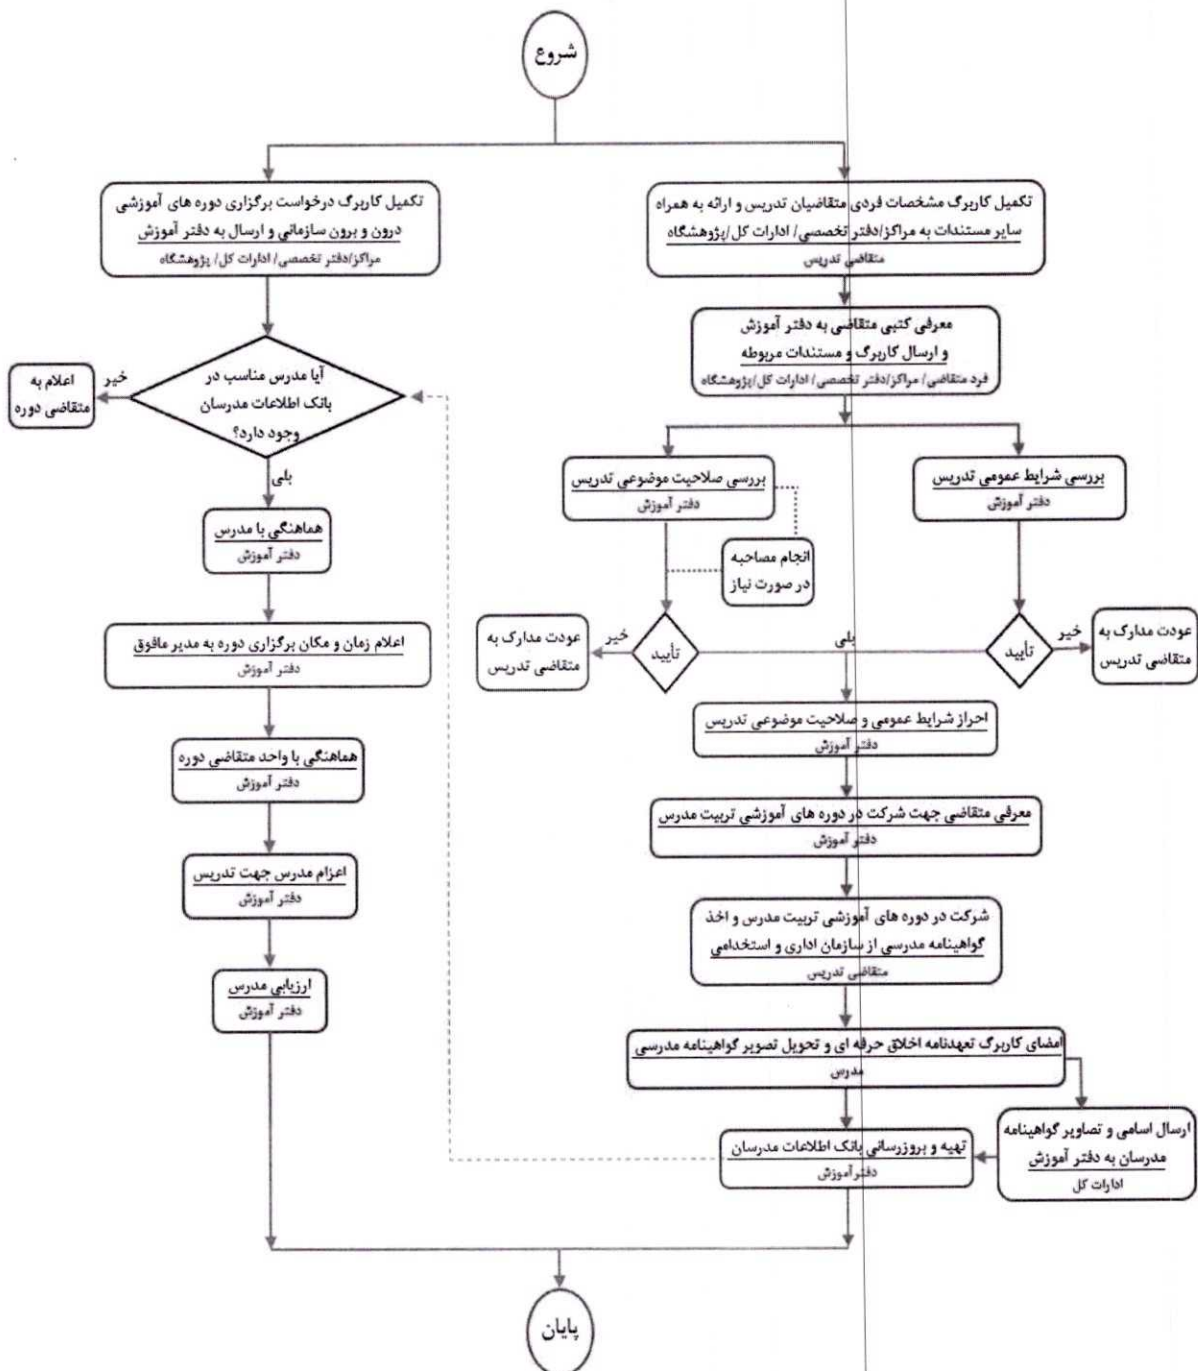 شروع
تکمیل کاربرگ مشخصات فردی متقاضیان تدریس و ارائه به همراه
سایر مستندات به مراکز/دفتر تخصصی/ ادارات کل/پژوهشگاه
متقاضی تدریس
معرفی کتبی متقاضی به دفتر آموزش
و ارسال کاربرگ و مستندات مربوطه
فرد متقاضی/ مراکز/دفتر تخصصی/ ادارات کل/پژوهشگاه
بررسی شرایط عمومی تدریس
دفتر آموزش
بررسی صلاحیت موضوعی تدریس
دفتر آموزش
انجام مصاحبه
در صورت نیاز
تأیید
خیر
عودت مدارک به
متقاضی تدریس
بلی
تأیید
خیر
عودت مدارک به
متقاضی تدریس
احراز شرایط عمومی و صلاحیت موضوعی تدریس
دفتر آموزش
معرفی متقاضی جهت شرکت در دوره های آموزشی تربیت مدرس
دفتر آموزش
شرکت در دوره های آموزشی تربیت مدرس و اخذ
گواهینامه مدرسی از سازمان اداری و استخدامی
متقاضی تدریس
امضای کاربرگ تعهدنامه اخلاق حرفه ای و تحویل تصویر گواهینامه مدرسی
مدرس
ارسال اسامی و تصاویر گواهینامه
مدرسان به دفتر آموزش
ادارات کل
تهیه و بروزرسانی بانک اطلاعات مدرسان
دفترآموزش
تکمیل کاربرگ درخواست برگزاری دوره های آموزشی
درون و برون سازمانی و ارسال به دفتر آموزش
مراکز/دفتر تخصصی/ ادارات کل/ پژوهشگاه
آیا مدرس مناسب در
بانک اطلاعات مدرسان
وجود دارد؟
خیر
اعلام به
متقاضی دوره
بلی
هماهنگی با مدرس
دفتر آموزش
اعلام زمان و مکان برگزاری دوره به مدیر مافوق
دفتر آموزش
هماهنگی با واحد متقاضی دوره
دفتر آموزش
اعزام مدرس جهت تدریس
دفتر آموزش
ارزیابی مدرس
دفتر آموزش
پایان